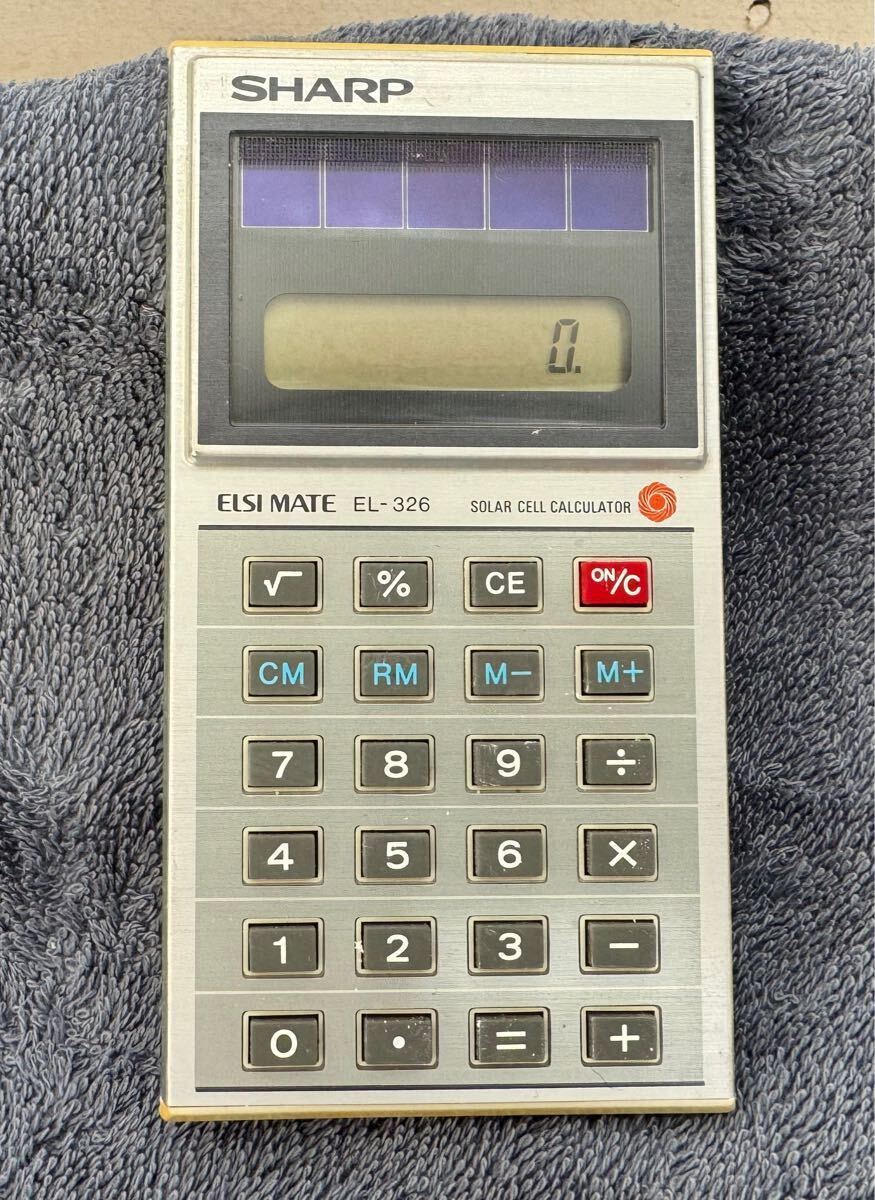 SHARP
0.
ELSI MATE EL-326 SOLAR CELL CALCULATOR
√ % CE ON/C
CM RM M− M+
7 8 9 ÷
4 5 6 ×
1 2 3 −
0 • = +